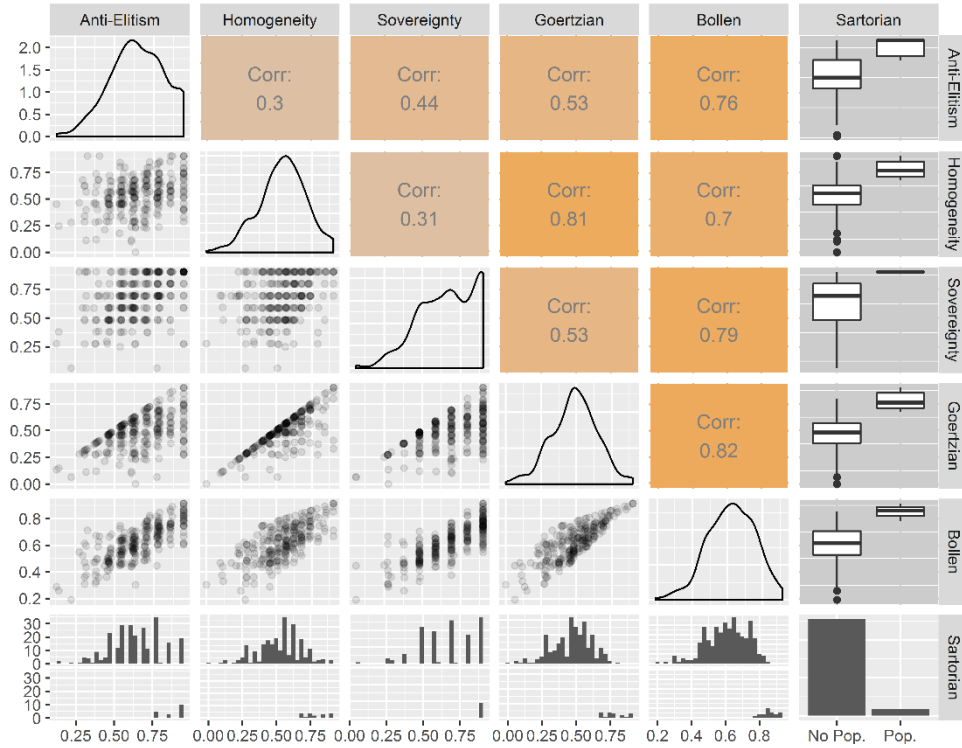 Anti-Elitism Homogeneity Sovereignty Goertzian Bollen Sartorian
2.0
1.5
1.0
0.5
0.0
Corr:
0.3
Corr:
0.44
Corr:
0.53
Corr:
0.76
Anti-Elitism
0.75
0.50
0.25
0.00
Corr:
0.31
Corr:
0.81
Corr:
0.7
Homogeneity
0.75
0.50
0.25
Corr:
0.53
Corr:
0.79
Sovereignty
0.75
0.50
0.25
0.00
Corr:
0.82
Goertzian
0.8
0.6
0.4
0.2
Bollen
30
20
10
0
30
20
10
0
Sartorian
0.25 0.50 0.75 0.00 0.25 0.50 0.75 0.25 0.50 0.75 0.00 0.25 0.50 0.75 0.2 0.4 0.6 0.8 No Pop. Pop.